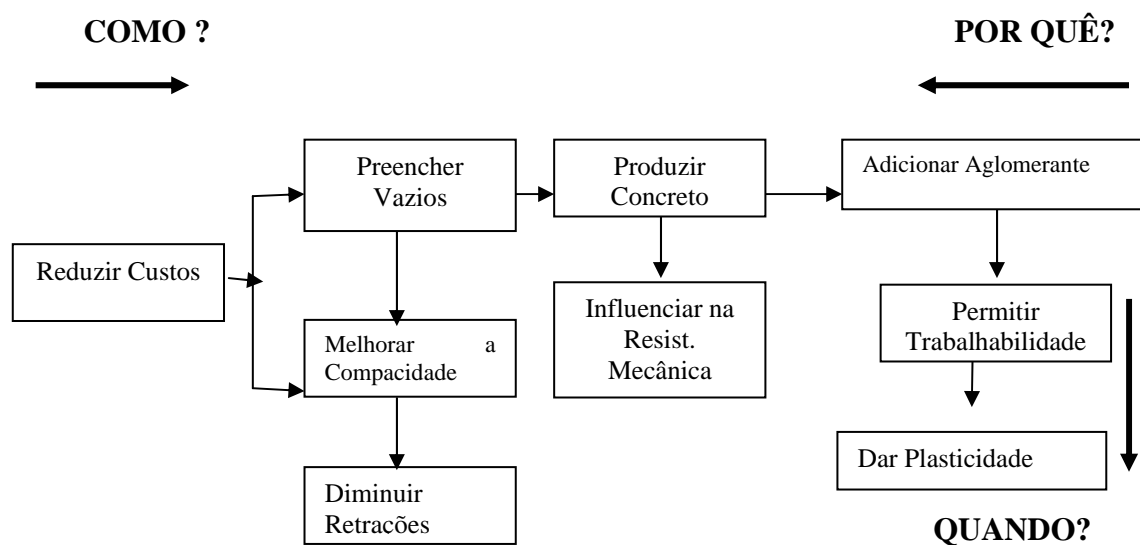 COMO ?
POR QUÊ?
Preencher
Vazios
Produzir
Concreto
Adicionar Aglomerante
Reduzir Custos
Melhorar a
Compacidade
Influenciar na
Resist.
Mecânica
Permitir
Trabalhabilidade
Dar Plasticidade
Diminuir
Retracões
QUANDO?